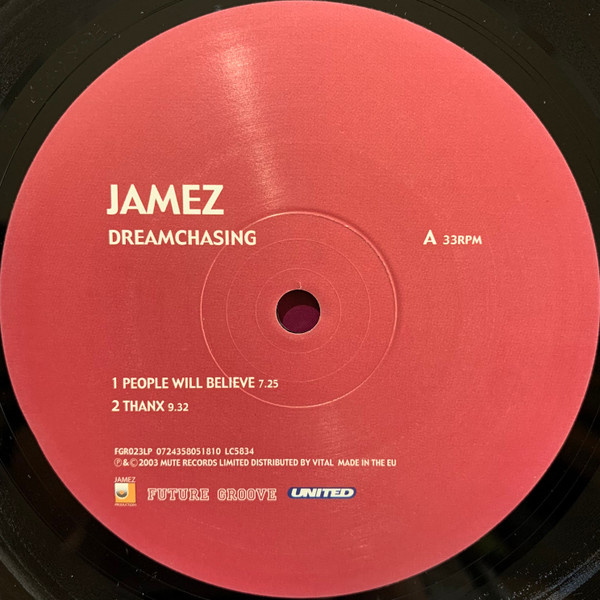 JAMEZ
DREAMCHASING
A 33RPM
1 PEOPLE WILL BELIEVE 7.25
2 THANX 9.32
FGR023LP 0724358051810 LC5834
℗&©2003 MUTE RECORDS LIMITED DISTRIBUTED BY VITAL MADE IN THE EU
JAMEZ
PRODUCTIONS
FUTURE GROOVE
UNITED